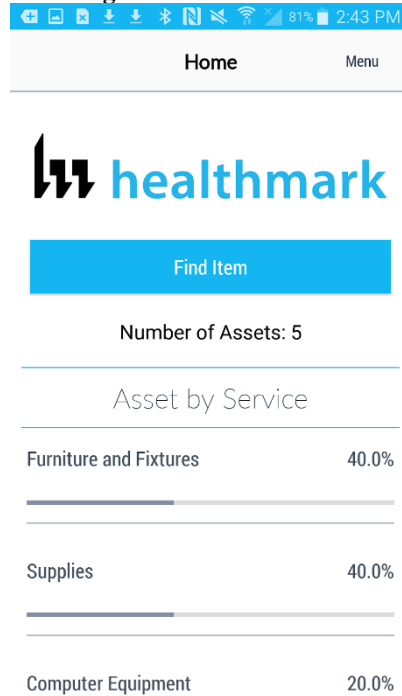 81% 2:43 PM
Home Menu
healthmark
Find Item
Number of Assets: 5
Asset by Service
Furniture and Fixtures 40.0%
Supplies 40.0%
Computer Equipment 20.0%